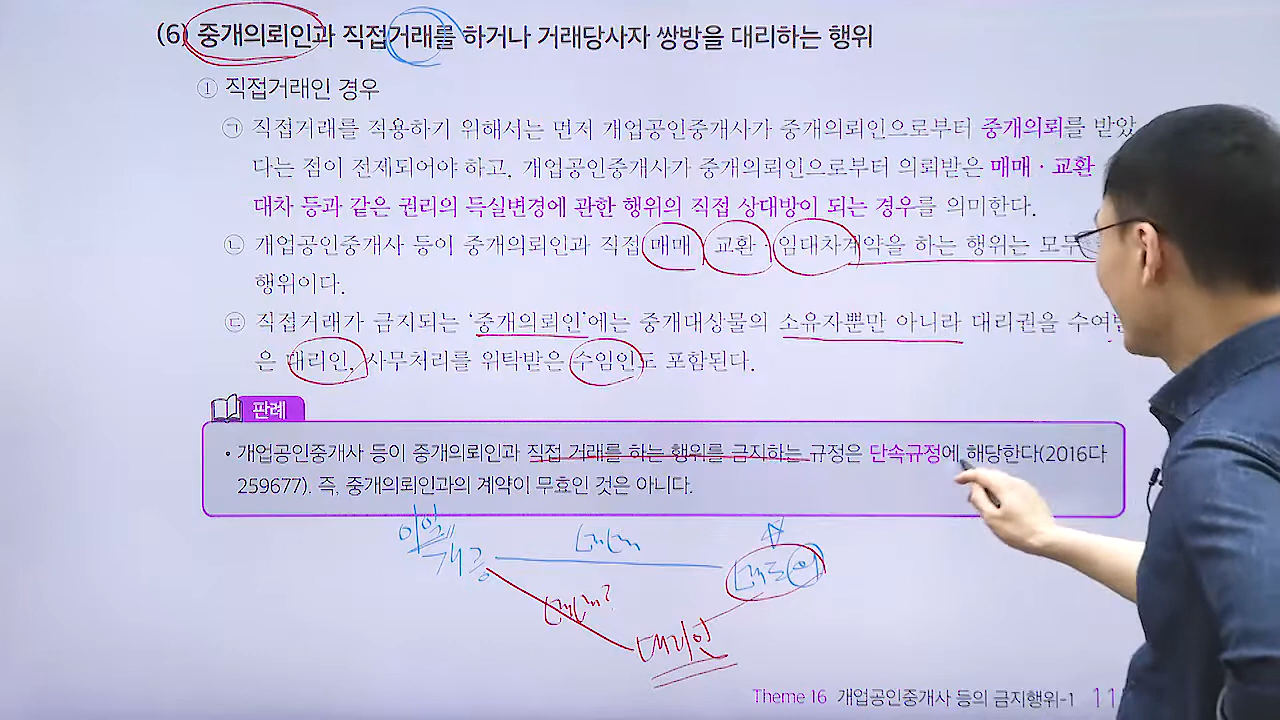 (6) 중개의뢰인과 직접거래를 하거나 거래당사자 쌍방을 대리하는 행위
① 직접거래인 경우
㉠ 직접거래를 적용하기 위해서는 먼저 개업공인중개사가 중개의뢰인으로부터 중개의뢰를 받았
다는 점이 전제되어야 하고, 개업공인중개사가 중개의뢰인으로부터 의뢰받은 매매·교환
대차 등과 같은 권리의 득실변경에 관한 행위의 직접 상대방이 되는 경우를 의미한다.
㉡ 개업공인중개사 등이 중개의뢰인과 직접 매매·교환·임대차계약을 하는 행위는 모두
행위이다.
㉢ 직접거래가 금지되는 '중개의뢰인'에는 중개대상물의 소유자뿐만 아니라 대리권을
은 대리인, 사무처리를 위탁받은 수임인도 포함된다.
판례
• 개업공인중개사 등이 중개의뢰인과 직접 거래를 하는 행위를 금지하는 규정은 단속규정에 해당한다(2016다
259677). 즉, 중개의뢰인과의 계약이 무효인 것은 아니다.
개공 매매 매도의
매매?
대리인
Theme 16 개업공인중개사 등의 금지행위-1